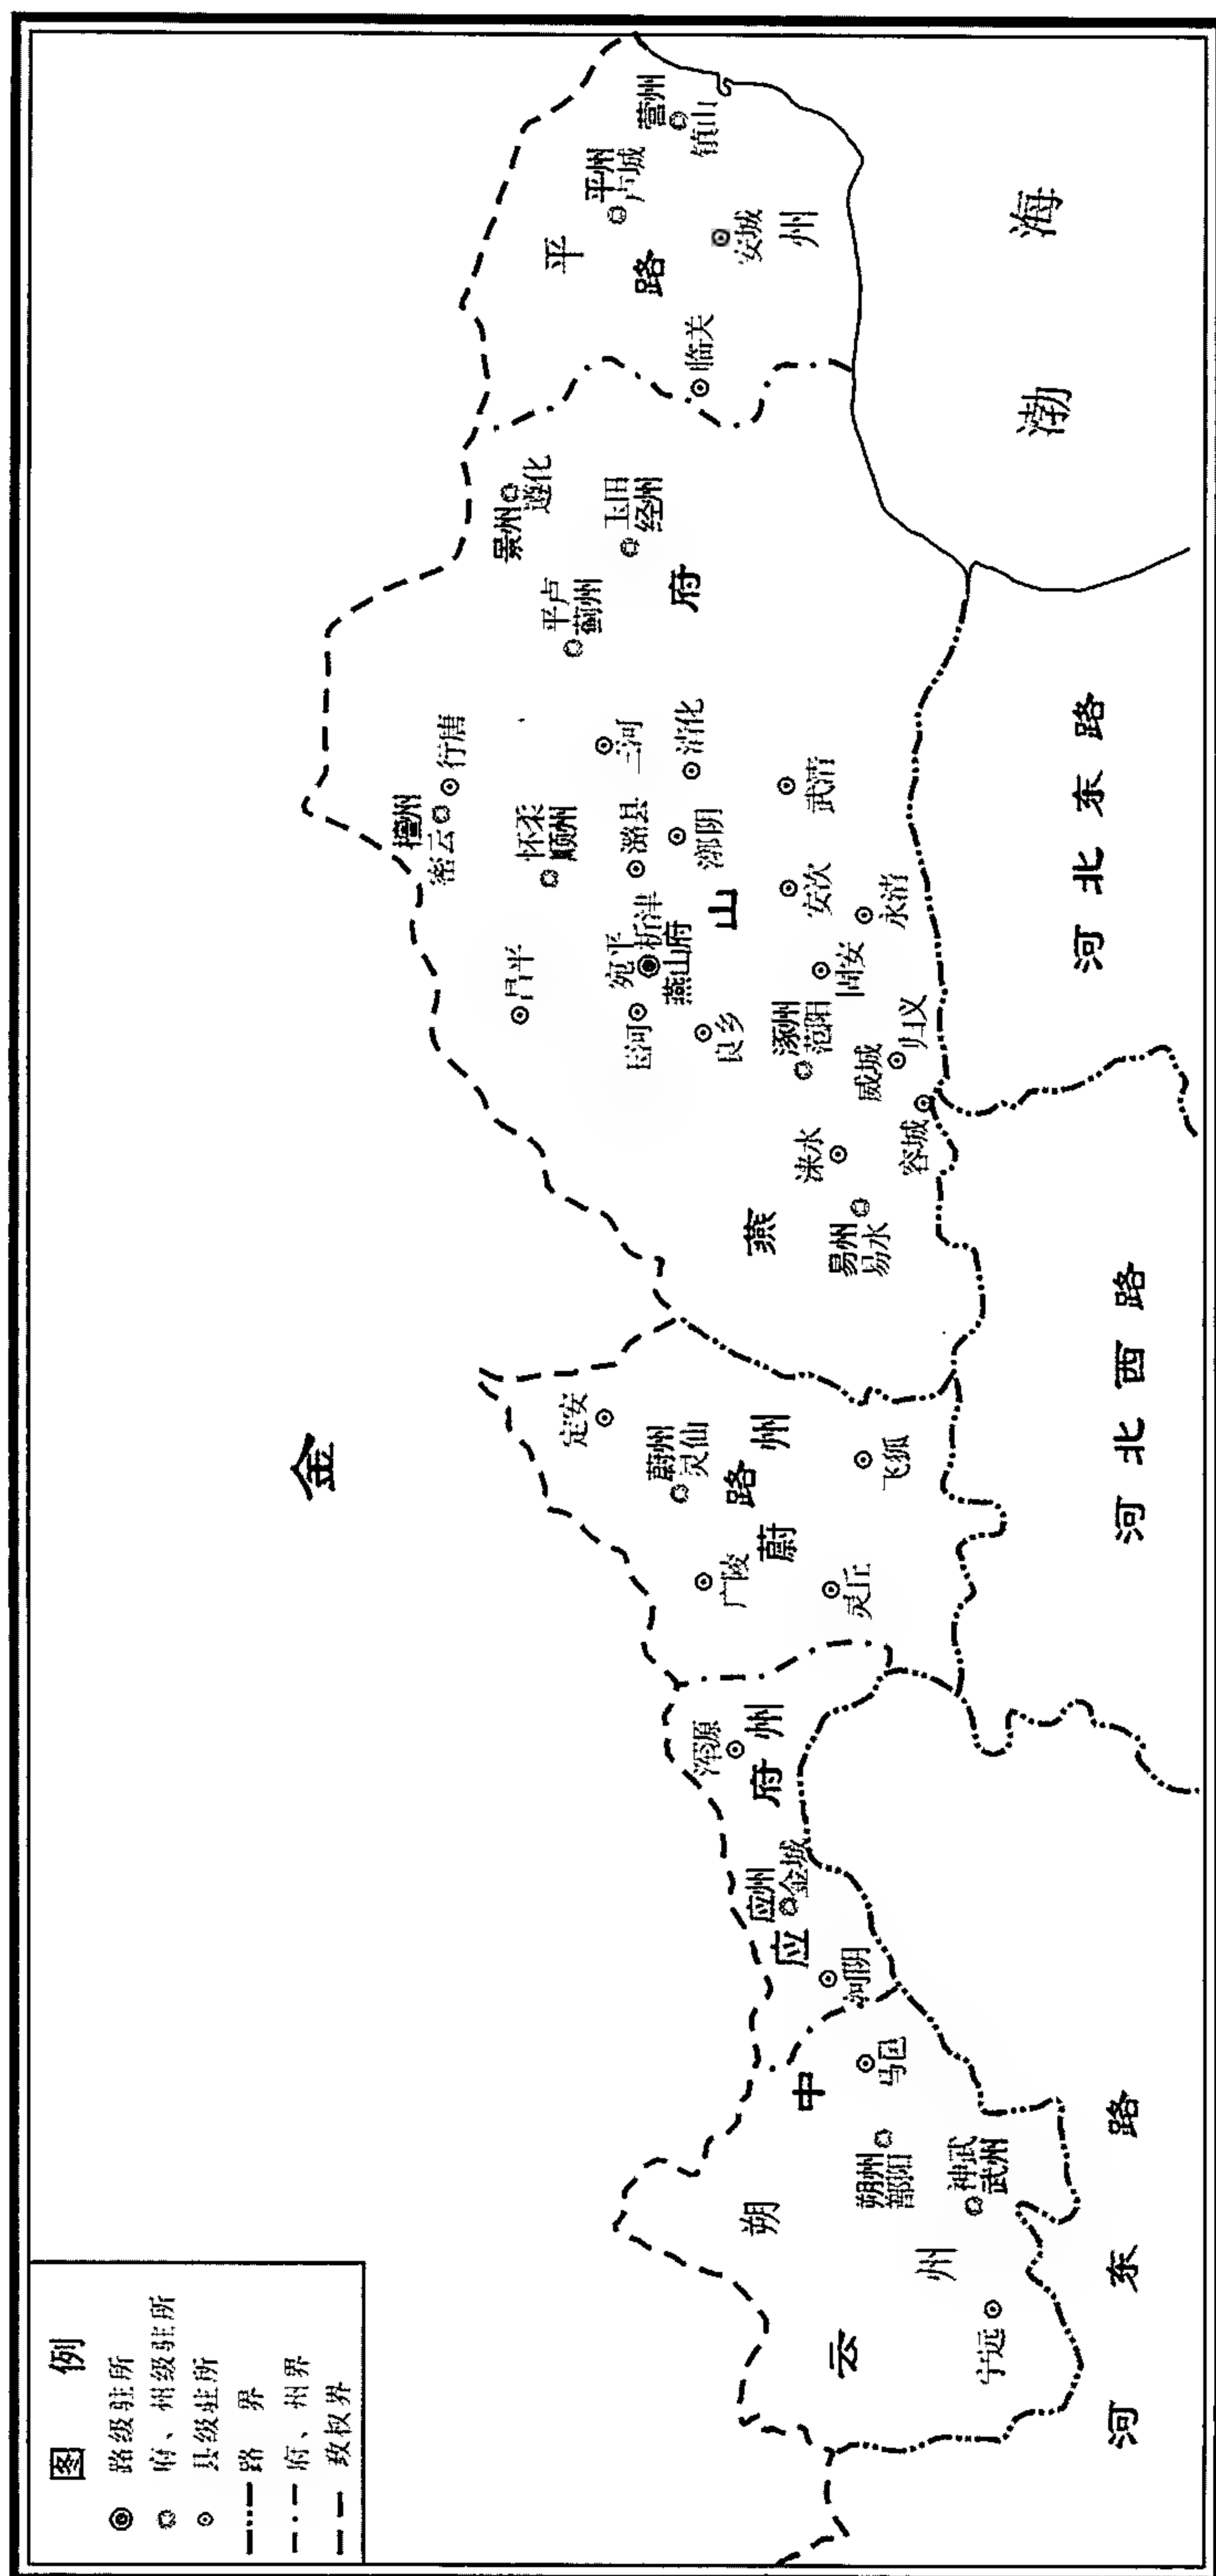 图 例
路级驻所
府、州级驻所
县级驻所
路 界
府、州界
政权界
金
云 中 府 路
朔 州
宁远
神武
武州
朔州
鄯阳
马邑
应 州
河阴
应州
金城
浑源
蔚 州
广陵
灵丘
蔚州
灵仙
飞狐
定安
燕 山 府 路
易州
易水
涞水
容城
威城
归义
涿州
范阳
良乡
玉河
宛平
析津
燕山府
昌平
固安
永清
安次
武清
漷阴
潞县
怀柔
顺州
檀州
密云
行唐
三河
清化
平卢
蓟州
玉田
经州
景州
遵化
平 州
临关
安城
平州
卢城
营州
镇山
渤 海
河 北 东 路
河 北 西 路
河 东 路